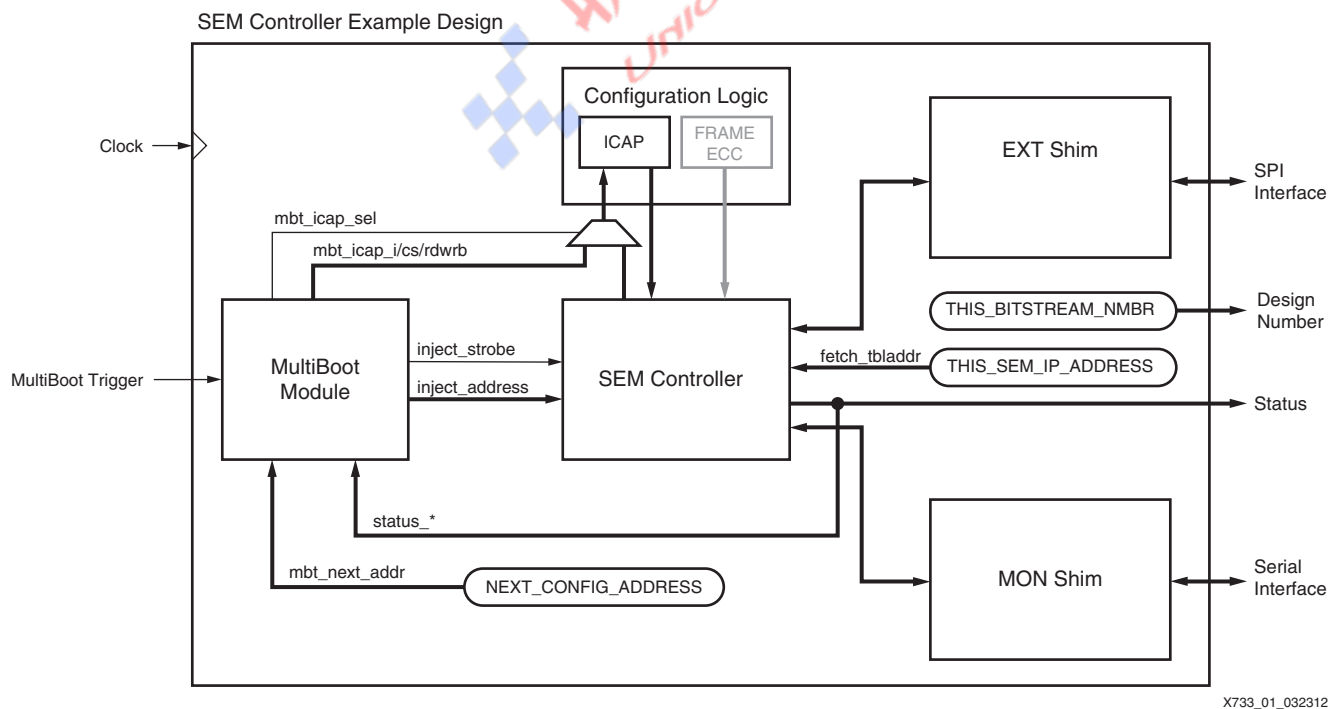 SEM Controller Example Design
Configuration Logic
ICAP
FRAME
ECC
EXT Shim
Clock
SPI
Interface
mbt_icap_sel
mbt_icap_i/cs/rdwrb
THIS_BITSTREAM_NMBR
Design
Number
MultiBoot Trigger
MultiBoot
Module
inject_strobe
inject_address
SEM Controller
fetch_tbladdr
THIS_SEM_IP_ADDRESS
Status
status_*
mbt_next_addr
NEXT_CONFIG_ADDRESS
MON Shim
Serial
Interface
X733_01_032312